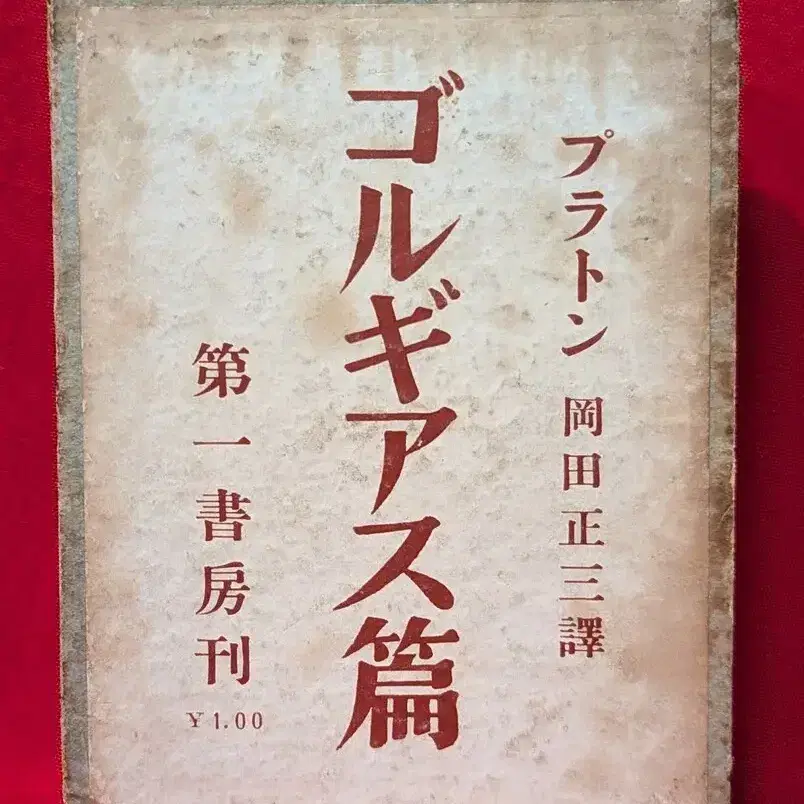 プラトン 岡田正三譯
ゴルギアス篇
第一書房刊
¥1.00